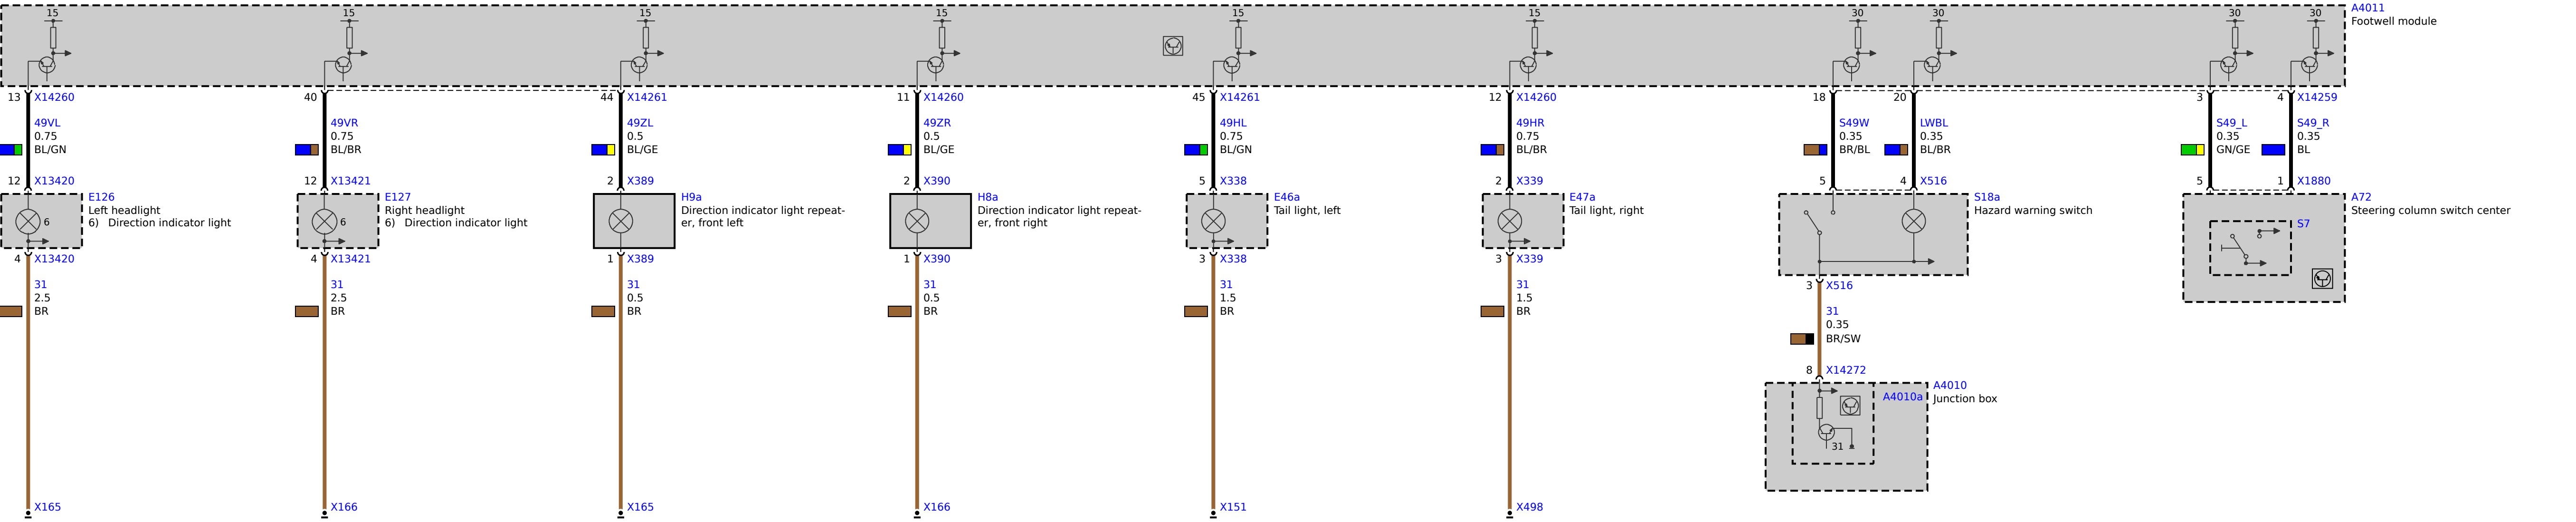 15 15 15 15 15 15 30 30 30 30
A4011
Footwell module
13 X14260 40 44 X14261 11 X14260 45 X14261 12 X14260 18 20 3 4 X14259
49VL 49VR 49ZL 49ZR 49HL 49HR S49W LWBL S49_L S49_R
0.75 0.75 0.5 0.5 0.75 0.75 0.35 0.35 0.35 0.35
BL/GN BL/BR BL/GE BL/GE BL/GN BL/BR BR/BL BL/BR GN/GE BL
12 X13420 12 X13421 2 X389 2 X390 5 X338 2 X339 5 4 X516 5 1 X1880
E126
Left headlight
6) Direction indicator light
6
E127
Right headlight
6) Direction indicator light
6
H9a
Direction indicator light repeat-
er, front left
H8a
Direction indicator light repeat-
er, front right
E46a
Tail light, left
E47a
Tail light, right
S18a
Hazard warning switch
A72
Steering column switch center
S7
4 X13420 4 X13421 1 X389 1 X390 3 X338 3 X339
31 31 31 31 31 31
2.5 2.5 0.5 0.5 1.5 1.5
BR BR BR BR BR BR
3 X516
31
0.35
BR/SW
8 X14272
A4010
Junction box
A4010a
31
X165 X166 X165 X166 X151 X498